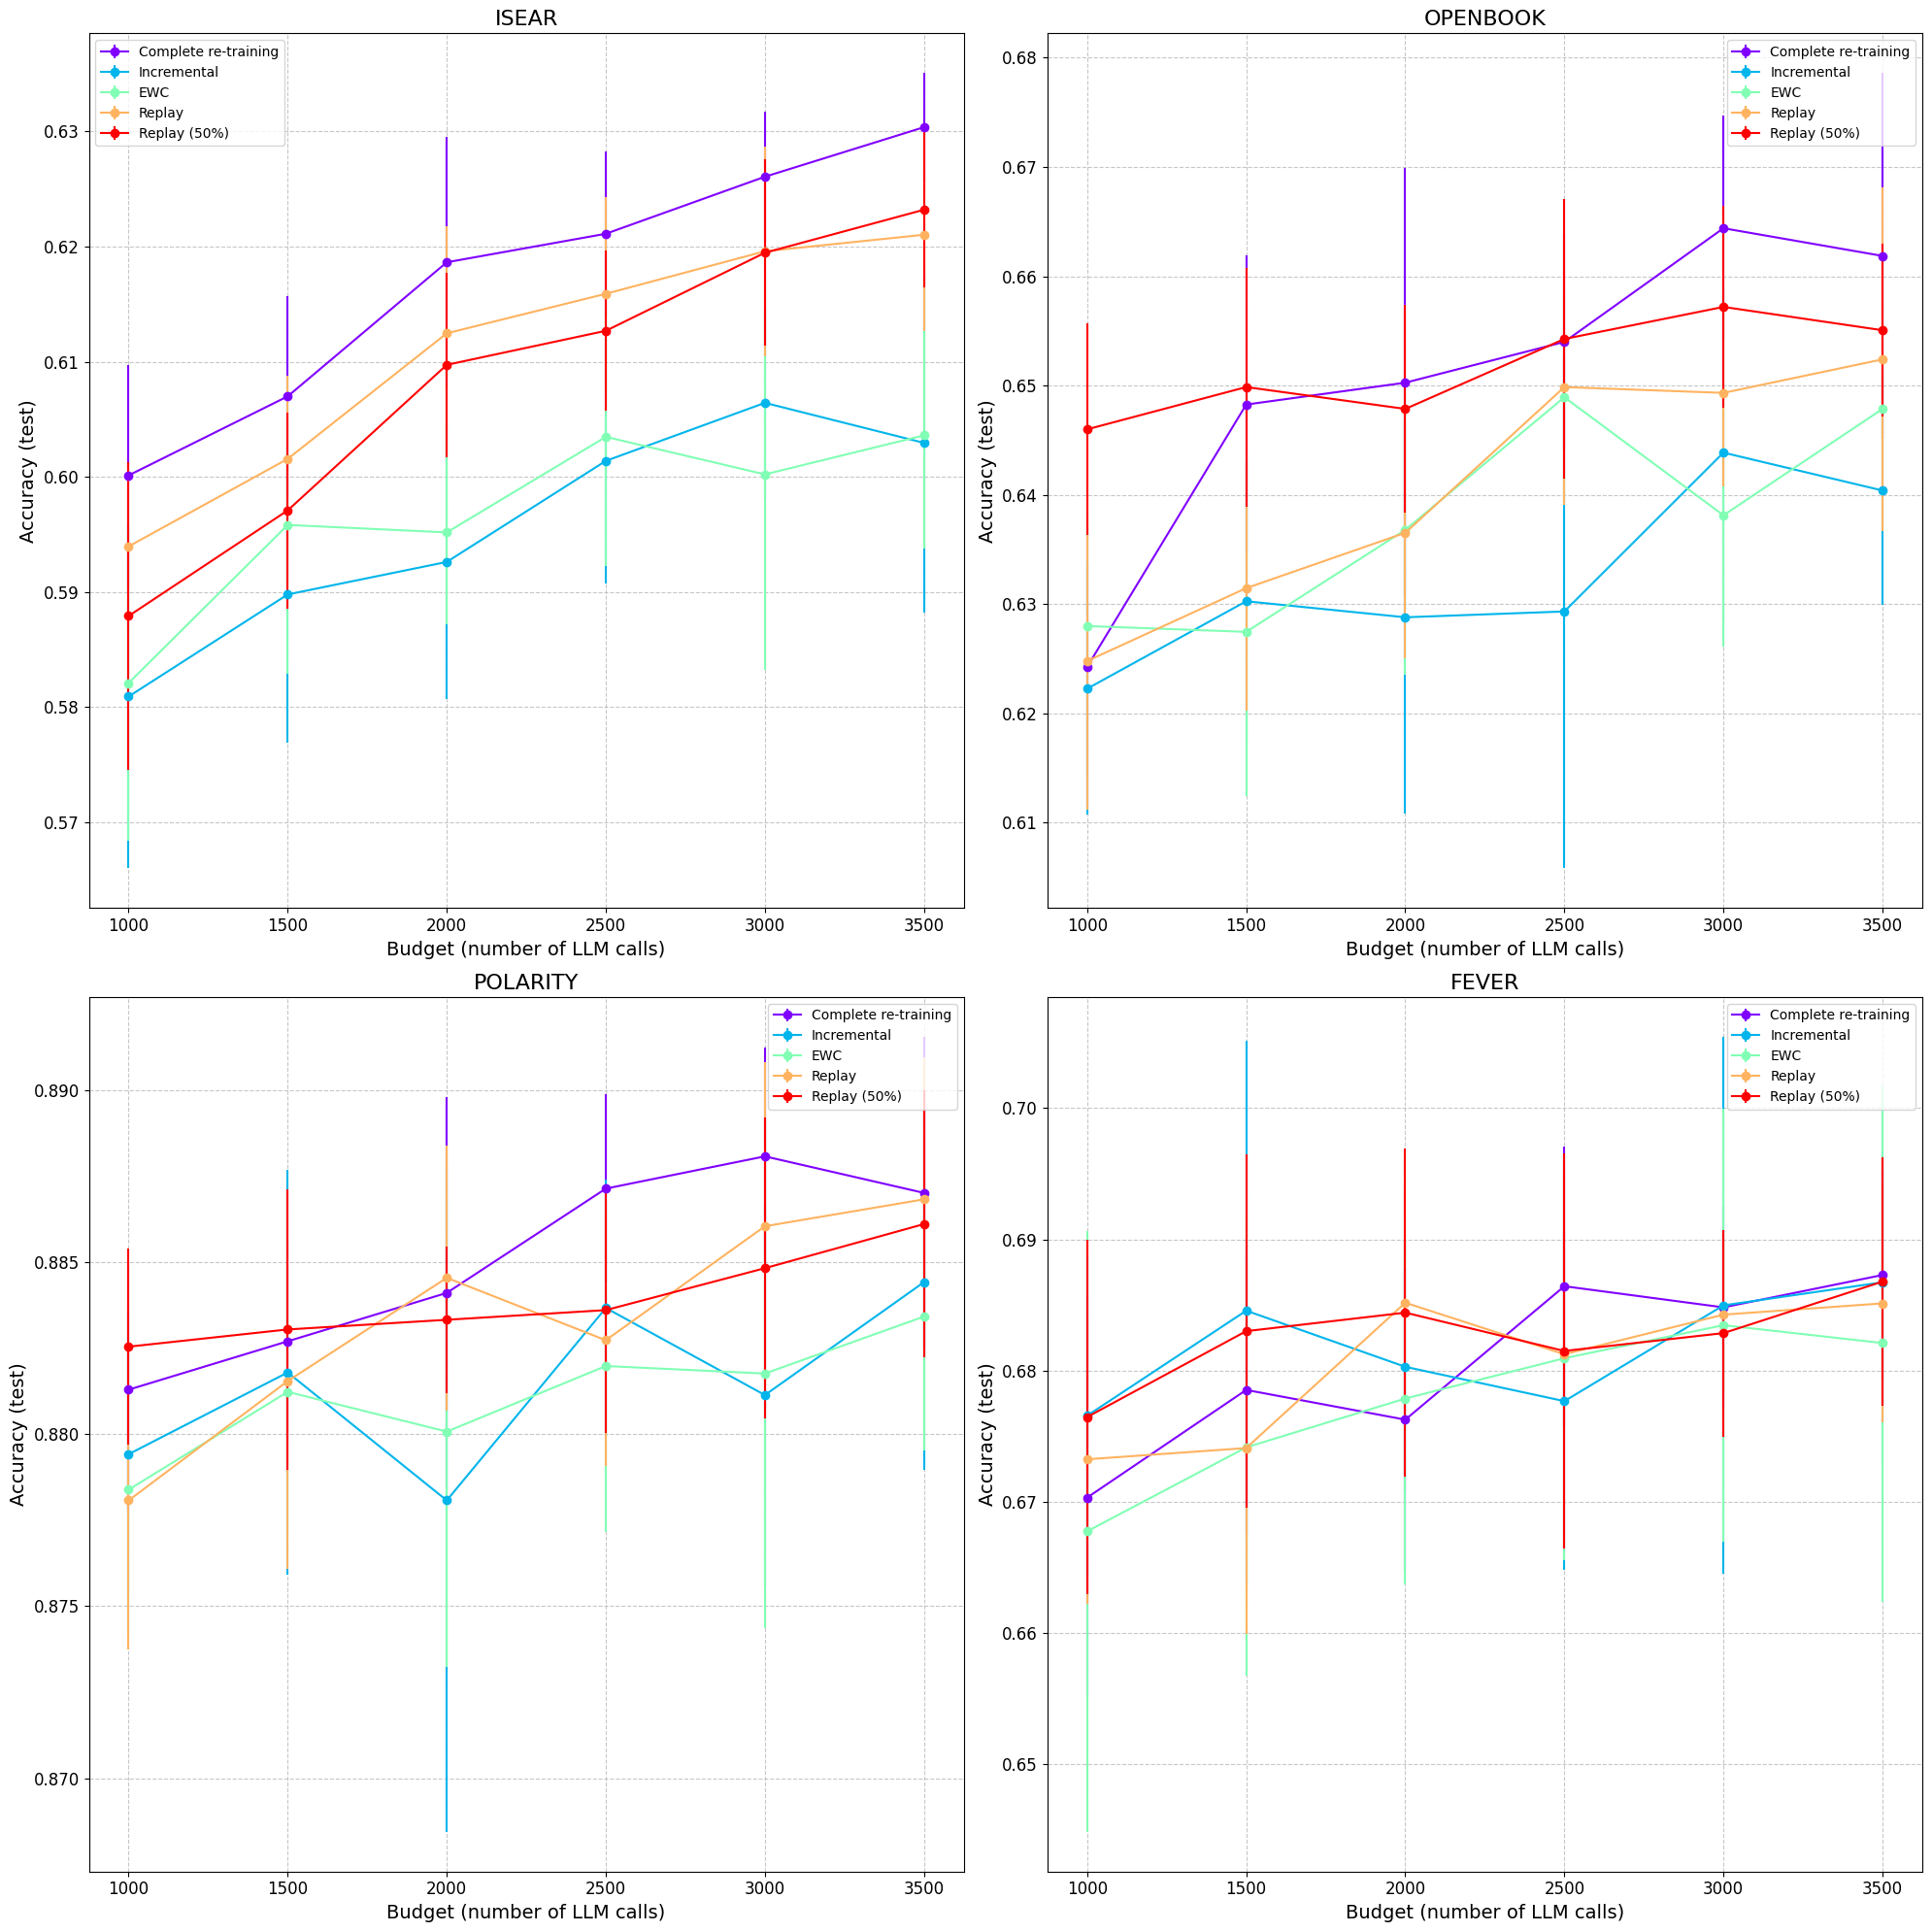 ISEAR
Complete re-training
Incremental
EWC
Replay
Replay (50%)
0.63
0.62
0.61
0.60
0.59
0.58
0.57
Accuracy (test)
1000 1500 2000 2500 3000 3500
Budget (number of LLM calls)
OPENBOOK
Complete re-training
Incremental
EWC
Replay
Replay (50%)
0.68
0.67
0.66
0.65
0.64
0.63
0.62
0.61
Accuracy (test)
1000 1500 2000 2500 3000 3500
Budget (number of LLM calls)
POLARITY
Complete re-training
Incremental
EWC
Replay
Replay (50%)
0.890
0.885
0.880
0.875
0.870
Accuracy (test)
1000 1500 2000 2500 3000 3500
Budget (number of LLM calls)
FEVER
Complete re-training
Incremental
EWC
Replay
Replay (50%)
0.70
0.69
0.68
0.67
0.66
0.65
Accuracy (test)
1000 1500 2000 2500 3000 3500
Budget (number of LLM calls)